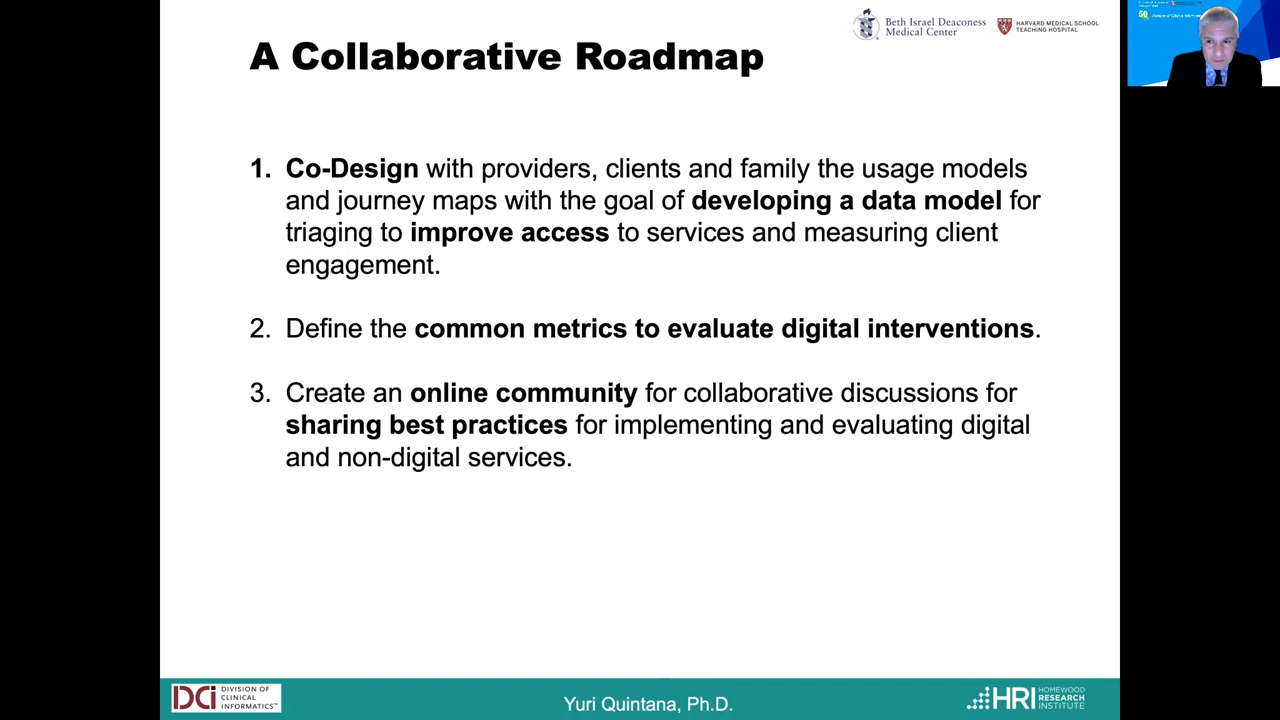 Beth Israel Deaconess
Medical Center
HARVARD MEDICAL SCHOOL
TEACHING HOSPITAL
A Collaborative Roadmap
1. Co-Design with providers, clients and family the usage models
and journey maps with the goal of developing a data model for
triaging to improve access to services and measuring client
engagement.
2. Define the common metrics to evaluate digital interventions.
3. Create an online community for collaborative discussions for
sharing best practices for implementing and evaluating digital
and non-digital services.
DCi
DIVISION OF
CLINICAL
INFORMATICS™
Yuri Quintana, Ph.D.
HRI
HOMEWOOD
RESEARCH
INSTITUTE